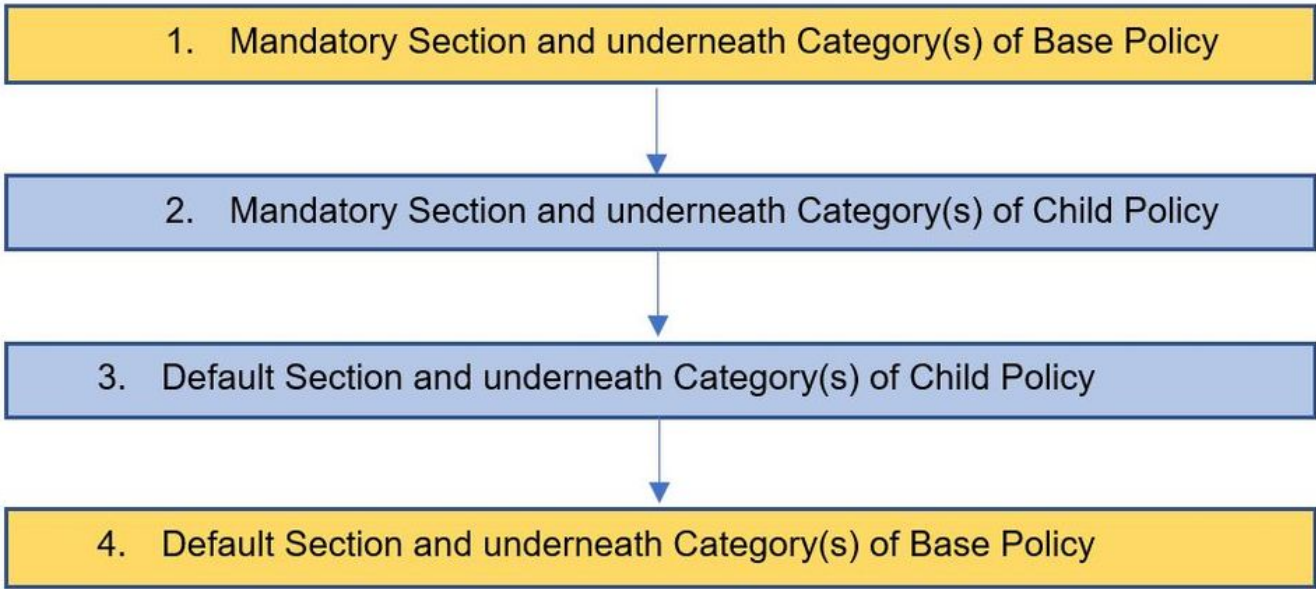 1. Mandatory Section and underneath Category(s) of Base Policy
2. Mandatory Section and underneath Category(s) of Child Policy
3. Default Section and underneath Category(s) of Child Policy
4. Default Section and underneath Category(s) of Base Policy